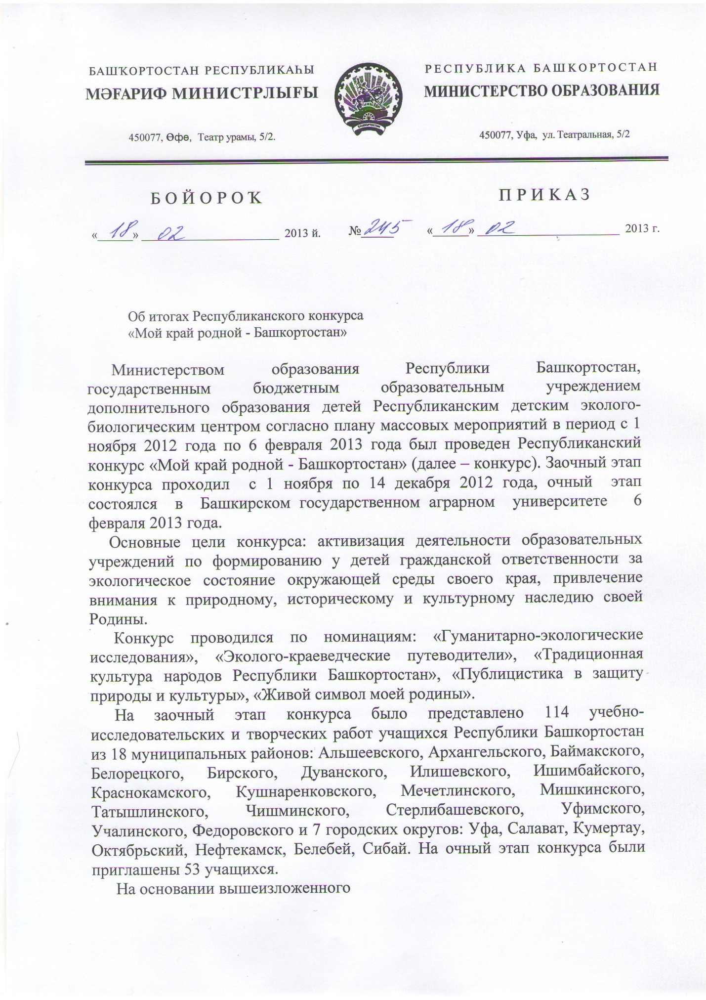 БАШҠОРТОСТАН РЕСПУБЛИКАҺЫ
МӘҒАРИФ МИНИСТРЛЫҒЫ
450077, Өфө, Театр урамы, 5/2.
БАШКОРТОСТАН
РЕСПУБЛИКА БАШКОРТОСТАН
МИНИСТЕРСТВО ОБРАЗОВАНИЯ
450077, Уфа, ул. Театральная, 5/2
БОЙОРОҠ
ПРИКАЗ
«18» 02 2013 й. №245 «18» 02 2013 г.
Об итогах Республиканского конкурса
«Мой край родной - Башкортостан»
Министерством образования Республики Башкортостан,
государственным бюджетным образовательным учреждением
дополнительного образования детей Республиканским детским эколого-
биологическим центром согласно плану массовых мероприятий в период с 1
ноября 2012 года по 6 февраля 2013 года был проведен Республиканский
конкурс «Мой край родной - Башкортостан» (далее – конкурс). Заочный этап
конкурса проходил с 1 ноября по 14 декабря 2012 года, очный этап
состоялся в Башкирском государственном аграрном университете 6
февраля 2013 года.
Основные цели конкурса: активизация деятельности образовательных
учреждений по формированию у детей гражданской ответственности за
экологическое состояние окружающей среды своего края, привлечение
внимания к природному, историческому и культурному наследию своей
Родины.
Конкурс проводился по номинациям: «Гуманитарно-экологические
исследования», «Эколого-краеведческие путеводители», «Традиционная
культура народов Республики Башкортостан», «Публицистика в защиту
природы и культуры», «Живой символ моей родины».
На заочный этап конкурса было представлено 114 учебно-
исследовательских и творческих работ учащихся Республики Башкортостан
из 18 муниципальных районов: Альшеевского, Архангельского, Баймакского,
Белорецкого, Бирского, Дуванского, Илишевского, Ишимбайского,
Краснокамского, Кушнаренковского, Мечетлинского, Мишкинского,
Татышлинского, Чишминского, Стерлибашевского, Уфимского,
Учалинского, Федоровского и 7 городских округов: Уфа, Салават, Кумертау,
Октябрьский, Нефтекамск, Белебей, Сибай. На очный этап конкурса были
приглашены 53 учащихся.
На основании вышеизложенного